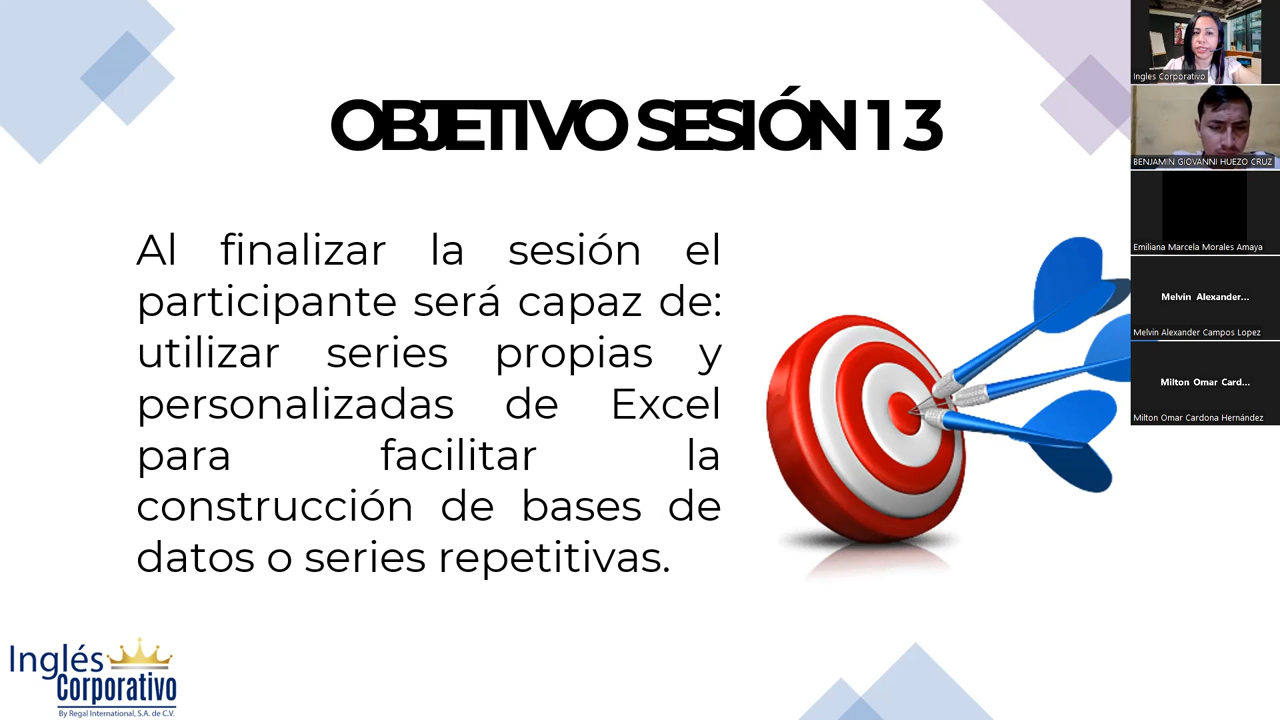 OBJETIVO SESIÓN 13
Al finalizar la sesión el
participante será capaz de:
utilizar series propias y
personalizadas de Excel
para facilitar la
construcción de bases de
datos o series repetitivas.
Inglés
Corporativo
By Regal International, S.A. de C.V.
Ingles Corporativo
BENJAMIN GIOVANNI HUEZO CRUZ
Emiliana Marcela Morales Amaya
Melvin Alexander...
Melvin Alexander Campos Lopez
Milton Omar Card...
Milton Omar Cardona Hernández